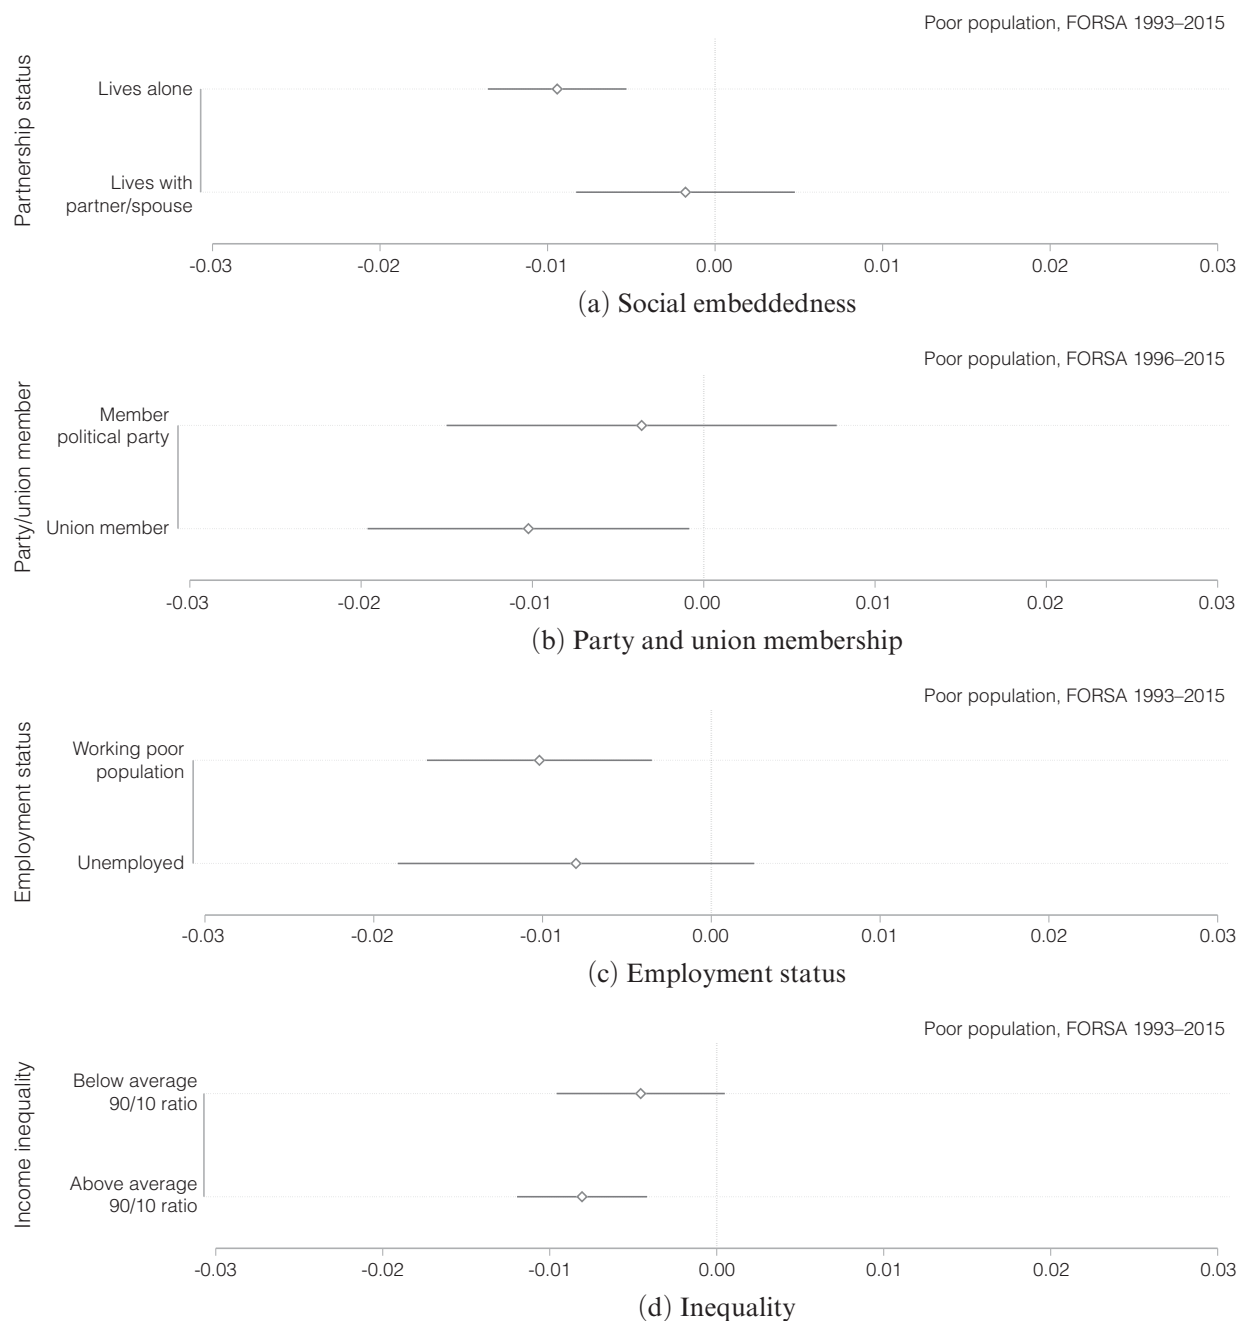 Poor population, FORSA 1993–2015
Partnership status
Lives alone
Lives with
partner/spouse
-0.03 -0.02 -0.01 0.00 0.01 0.02 0.03
(a) Social embeddedness
Poor population, FORSA 1996–2015
Party/union member
Member
political party
Union member
-0.03 -0.02 -0.01 0.00 0.01 0.02 0.03
(b) Party and union membership
Poor population, FORSA 1993–2015
Employment status
Working poor
population
Unemployed
-0.03 -0.02 -0.01 0.00 0.01 0.02 0.03
(c) Employment status
Poor population, FORSA 1993–2015
Income inequality
Below average
90/10 ratio
Above average
90/10 ratio
-0.03 -0.02 -0.01 0.00 0.01 0.02 0.03
(d) Inequality